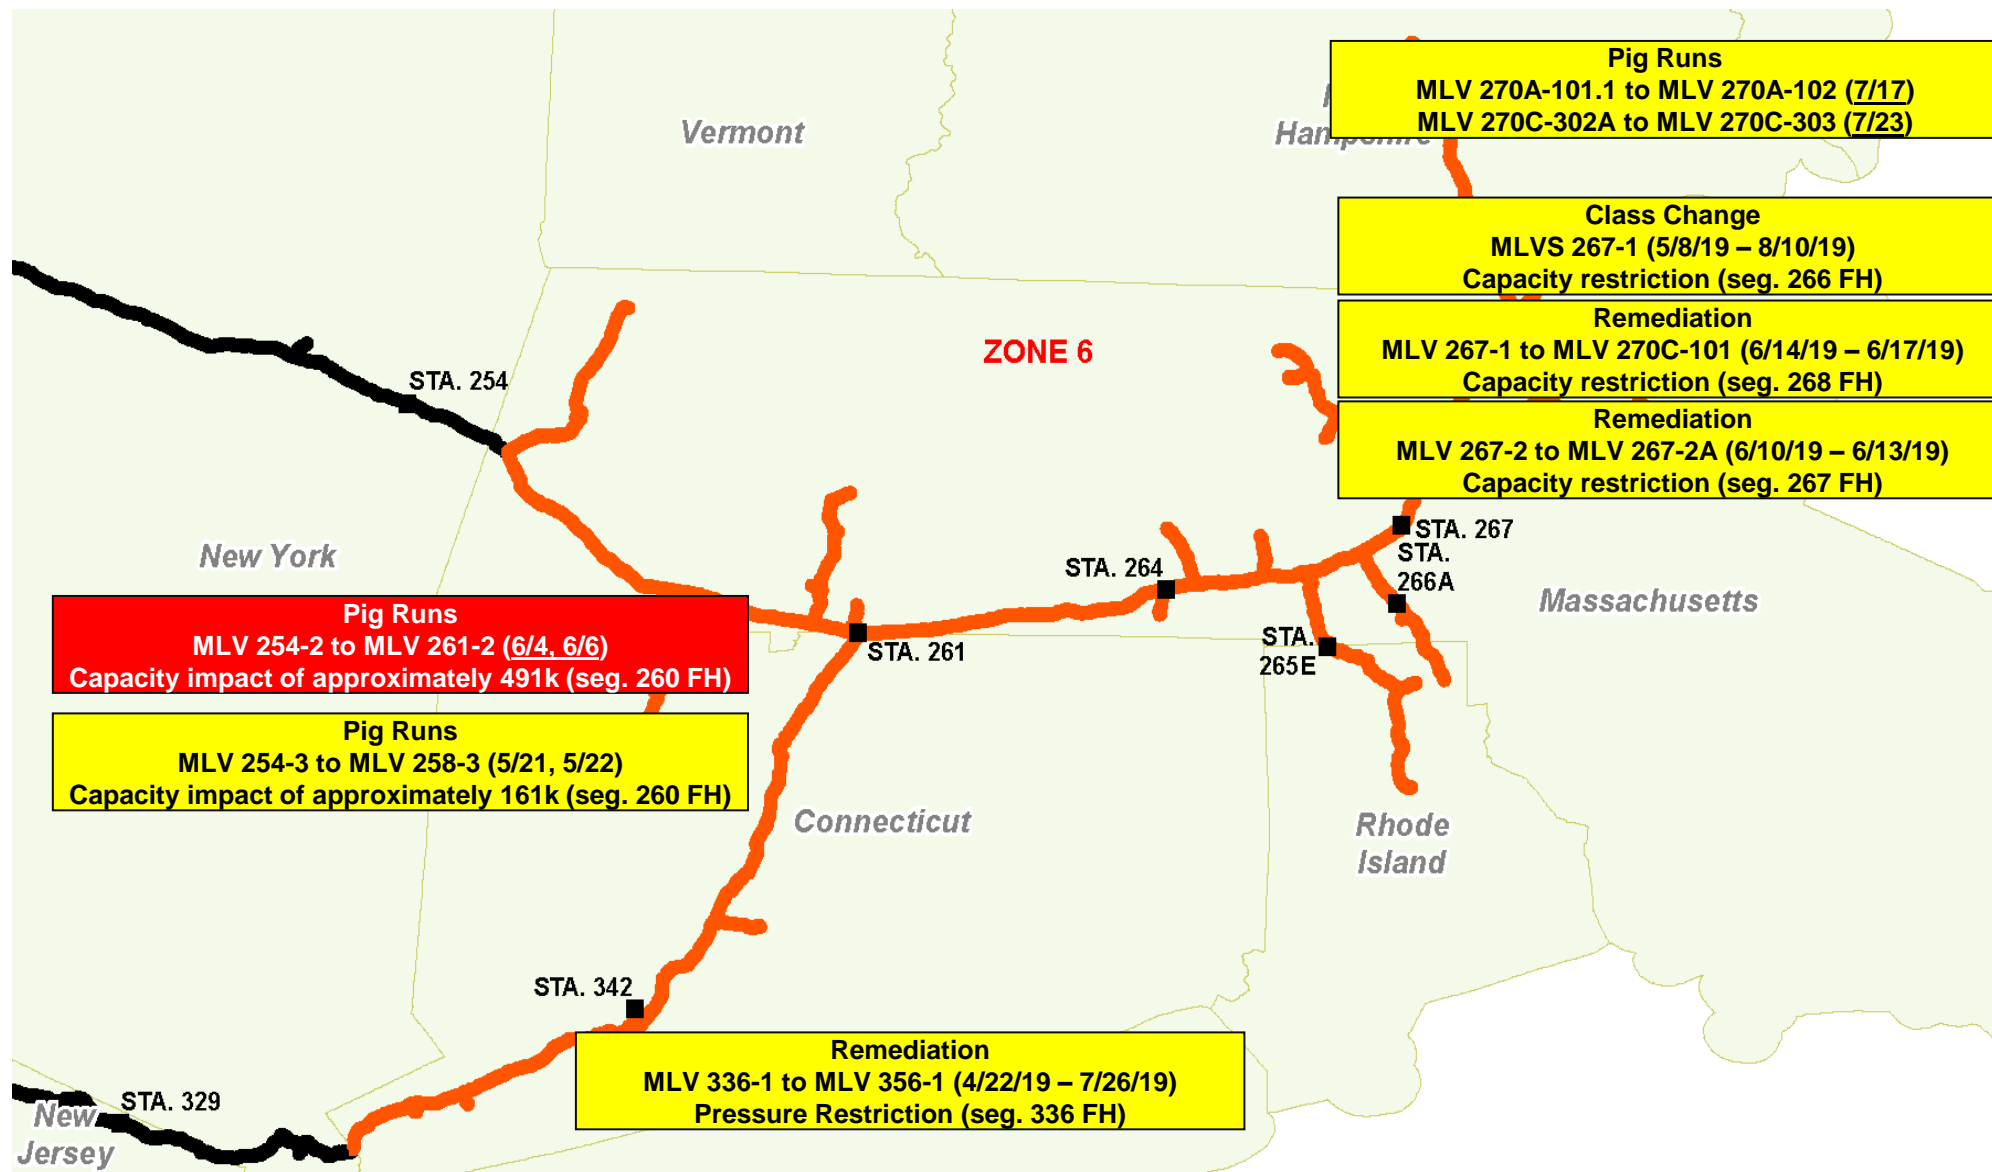 Pig Runs
MLV 270A-101.1 to MLV 270A-102 (7/17)
MLV 270C-302A to MLV 270C-303 (7/23)
Vermont
Hampshire
Class Change
MLVS 267-1 (5/8/19 – 8/10/19)
Capacity restriction (seg. 266 FH)
Remediation
MLV 267-1 to MLV 270C-101 (6/14/19 – 6/17/19)
Capacity restriction (seg. 268 FH)
Remediation
MLV 267-2 to MLV 267-2A (6/10/19 – 6/13/19)
Capacity restriction (seg. 267 FH)
ZONE 6
STA. 254
New York
STA. 264
STA. 267
STA.
266A
Massachusetts
Pig Runs
MLV 254-2 to MLV 261-2 (6/4, 6/6)
Capacity impact of approximately 491k (seg. 260 FH)
STA. 261
STA.
265E
Pig Runs
MLV 254-3 to MLV 258-3 (5/21, 5/22)
Capacity impact of approximately 161k (seg. 260 FH)
Connecticut
Rhode
Island
STA. 342
Remediation
MLV 336-1 to MLV 356-1 (4/22/19 – 7/26/19)
Pressure Restriction (seg. 336 FH)
STA. 329
New
Jersey